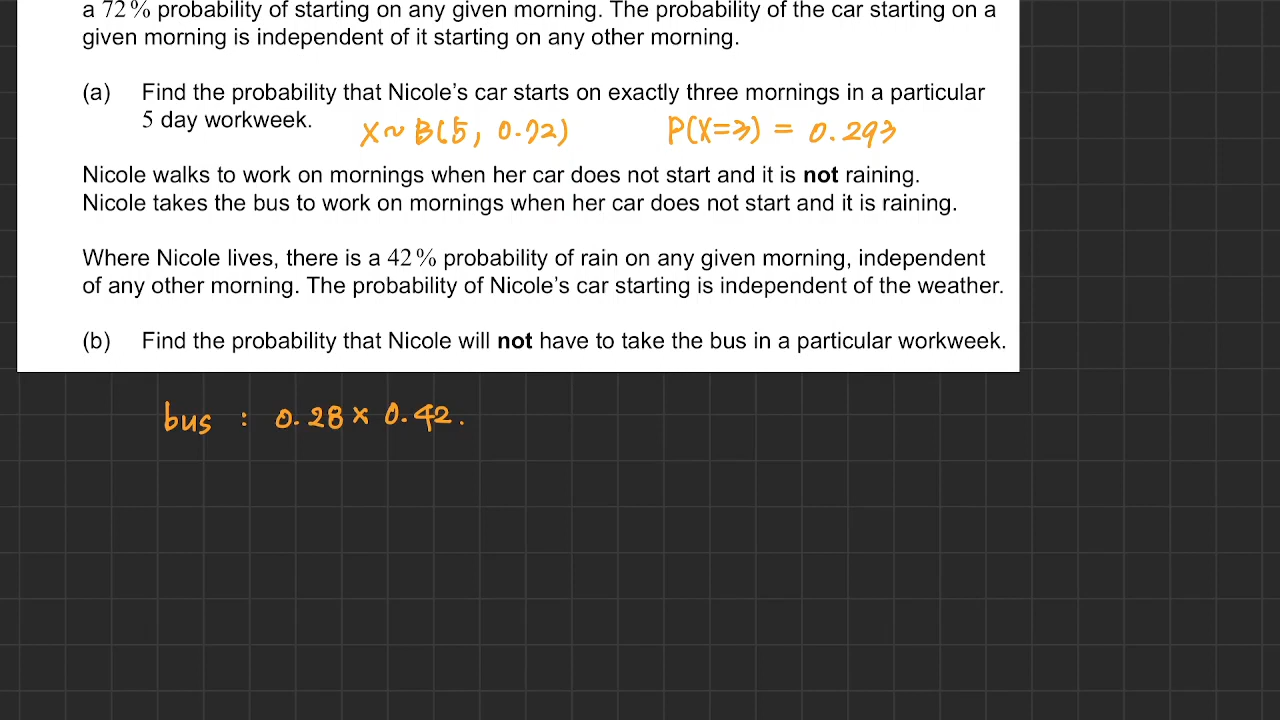 a 72% probability of starting on any given morning. The probability of the car starting on a
given morning is independent of it starting on any other morning.
(a) Find the probability that Nicole's car starts on exactly three mornings in a particular
5 day workweek.
X~B(5, 0.72) P(X=3) = 0.293
Nicole walks to work on mornings when her car does not start and it is not raining.
Nicole takes the bus to work on mornings when her car does not start and it is raining.
Where Nicole lives, there is a 42% probability of rain on any given morning, independent
of any other morning. The probability of Nicole's car starting is independent of the weather.
(b) Find the probability that Nicole will not have to take the bus in a particular workweek.
bus : 0.28 × 0.42.